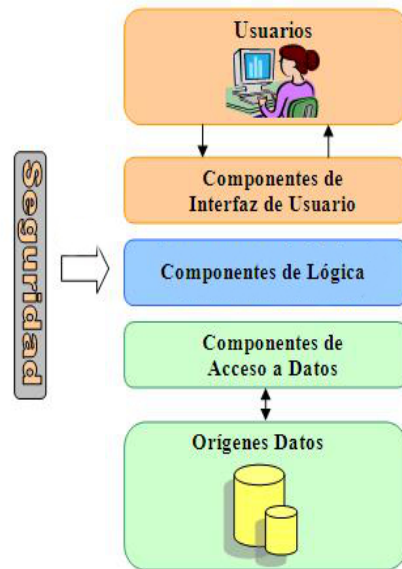 Usuarios
Componentes de
Interfaz de Usuario
Seguridad
Componentes de Lógica
Componentes de
Acceso a Datos
Orígenes Datos